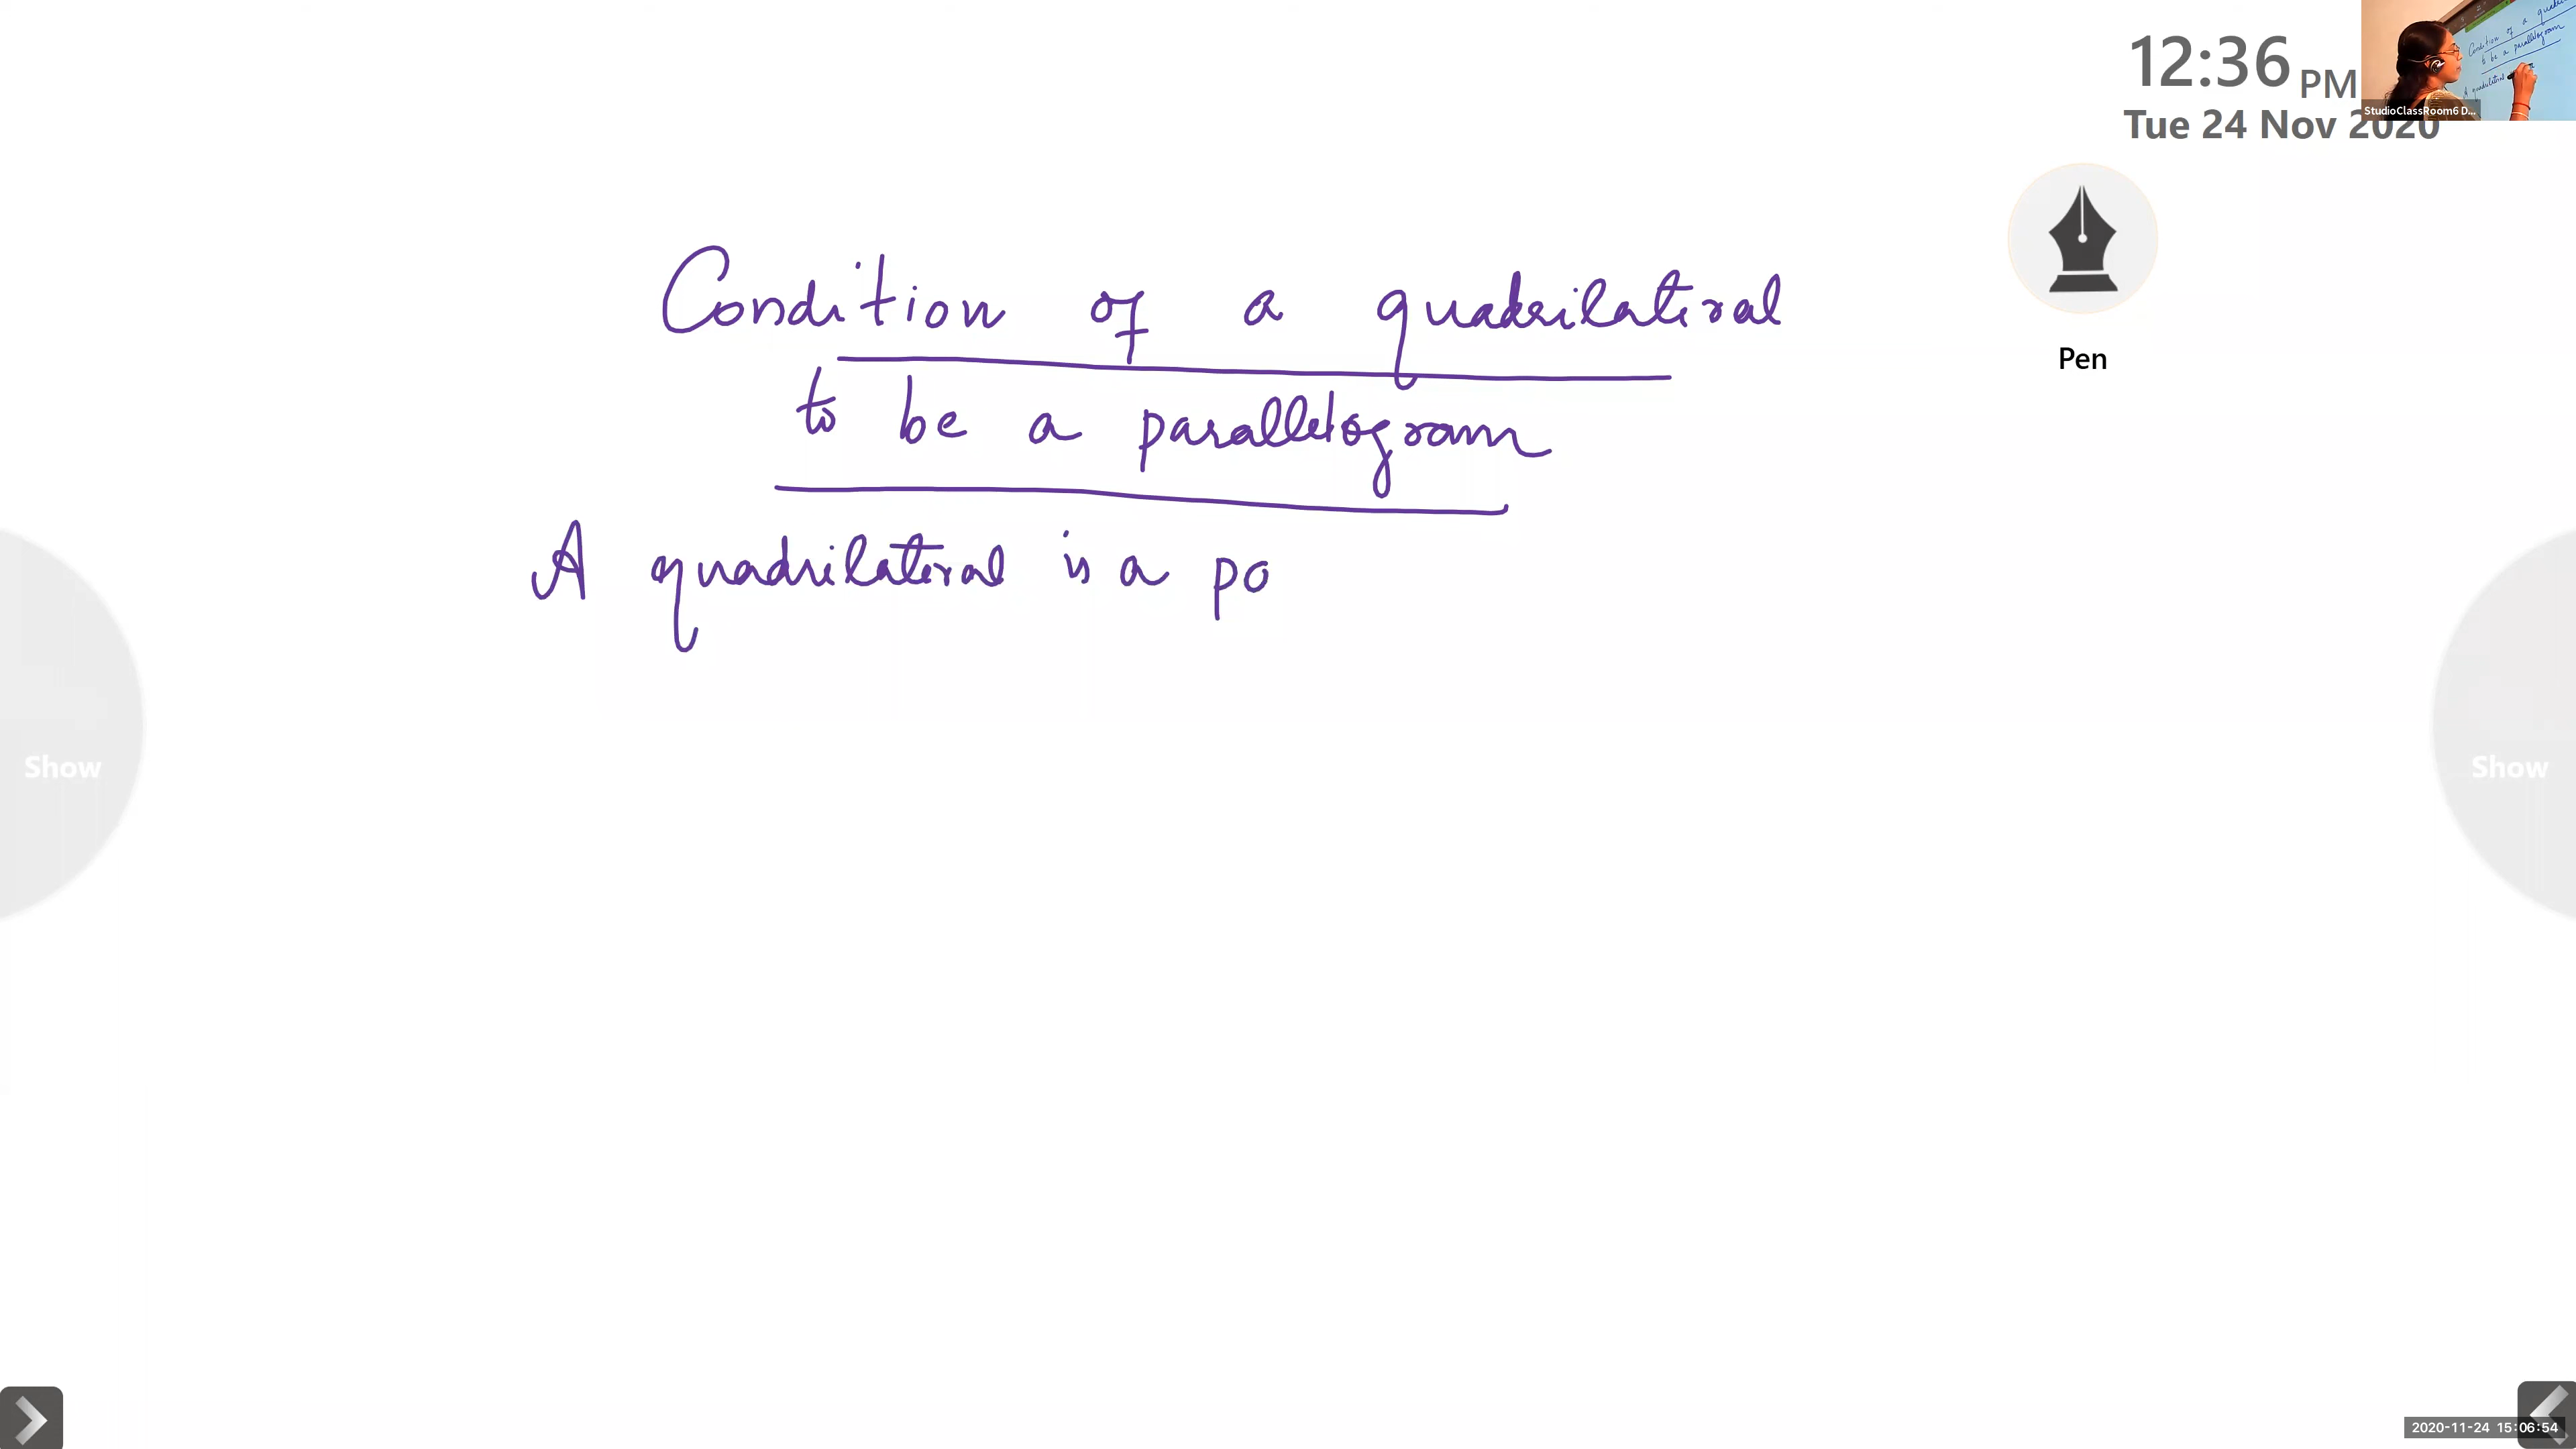 12:36 PM
Tue 24 Nov 2020
StudioClassRoom6 D...
Pen
Condition of a quadrilateral
to be a parallelogram
A quadrilateral is a po
Show
Show
2020-11-24 15:06:54